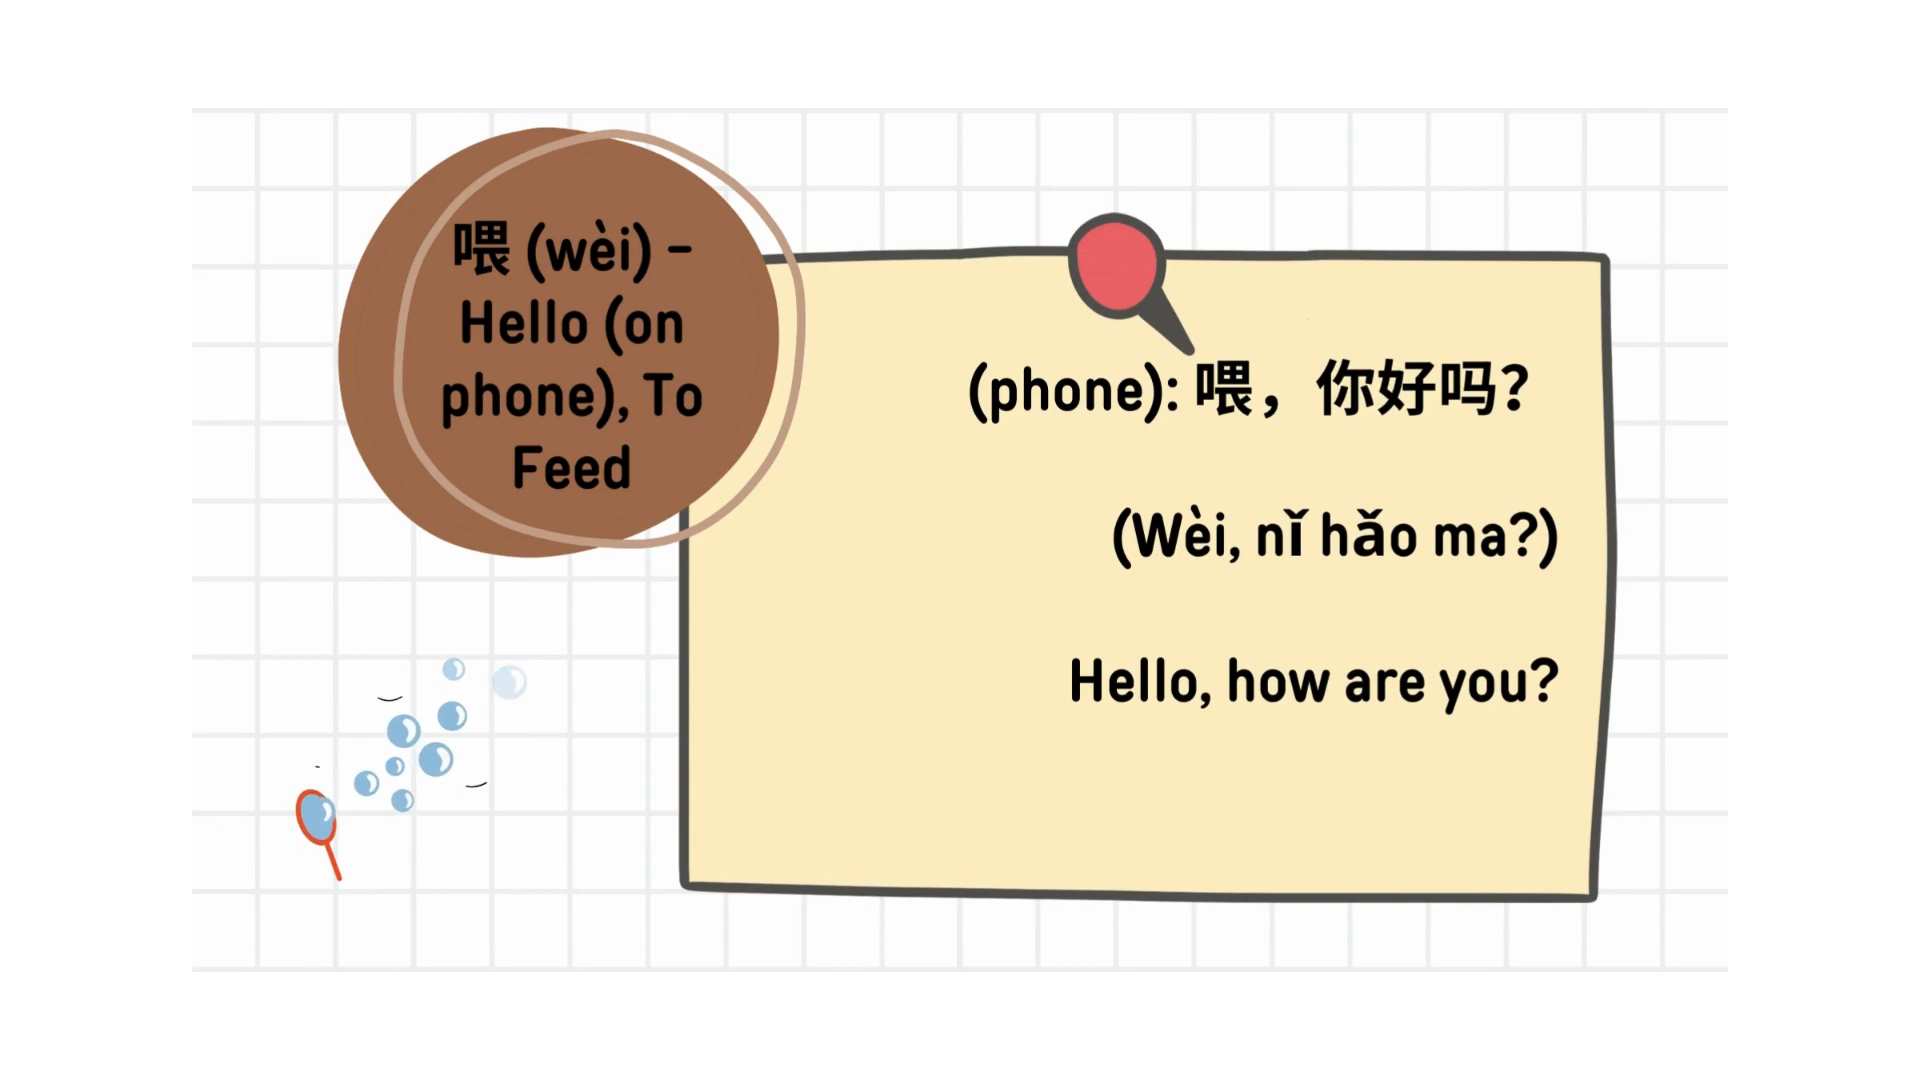 喂 (wèi) –
Hello (on
phone), To
Feed
(phone): 喂，你好吗?
(Wèi, nǐ hǎo ma?)
Hello, how are you?